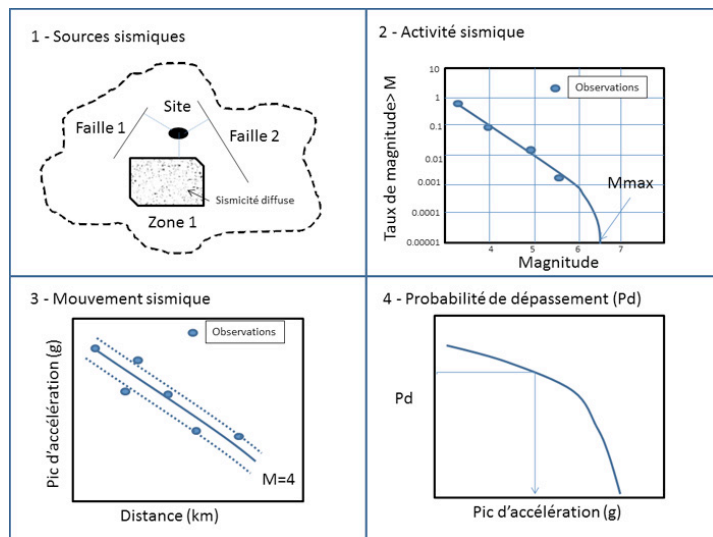 1 - Sources sismiques
Site
Faille 1
Faille 2
Sismicité diffuse
Zone 1
2 - Activité sismique
Taux de magnitude> M
10
1
0.1
0.01
0.001
0.0001
0.00001
Observations
Mmax
4
5
6
7
Magnitude
3 - Mouvement sismique
Pic d'accélération (g)
Observations
M=4
Distance (km)
4 - Probabilité de dépassement (Pd)
Pd
Pic d'accélération (g)